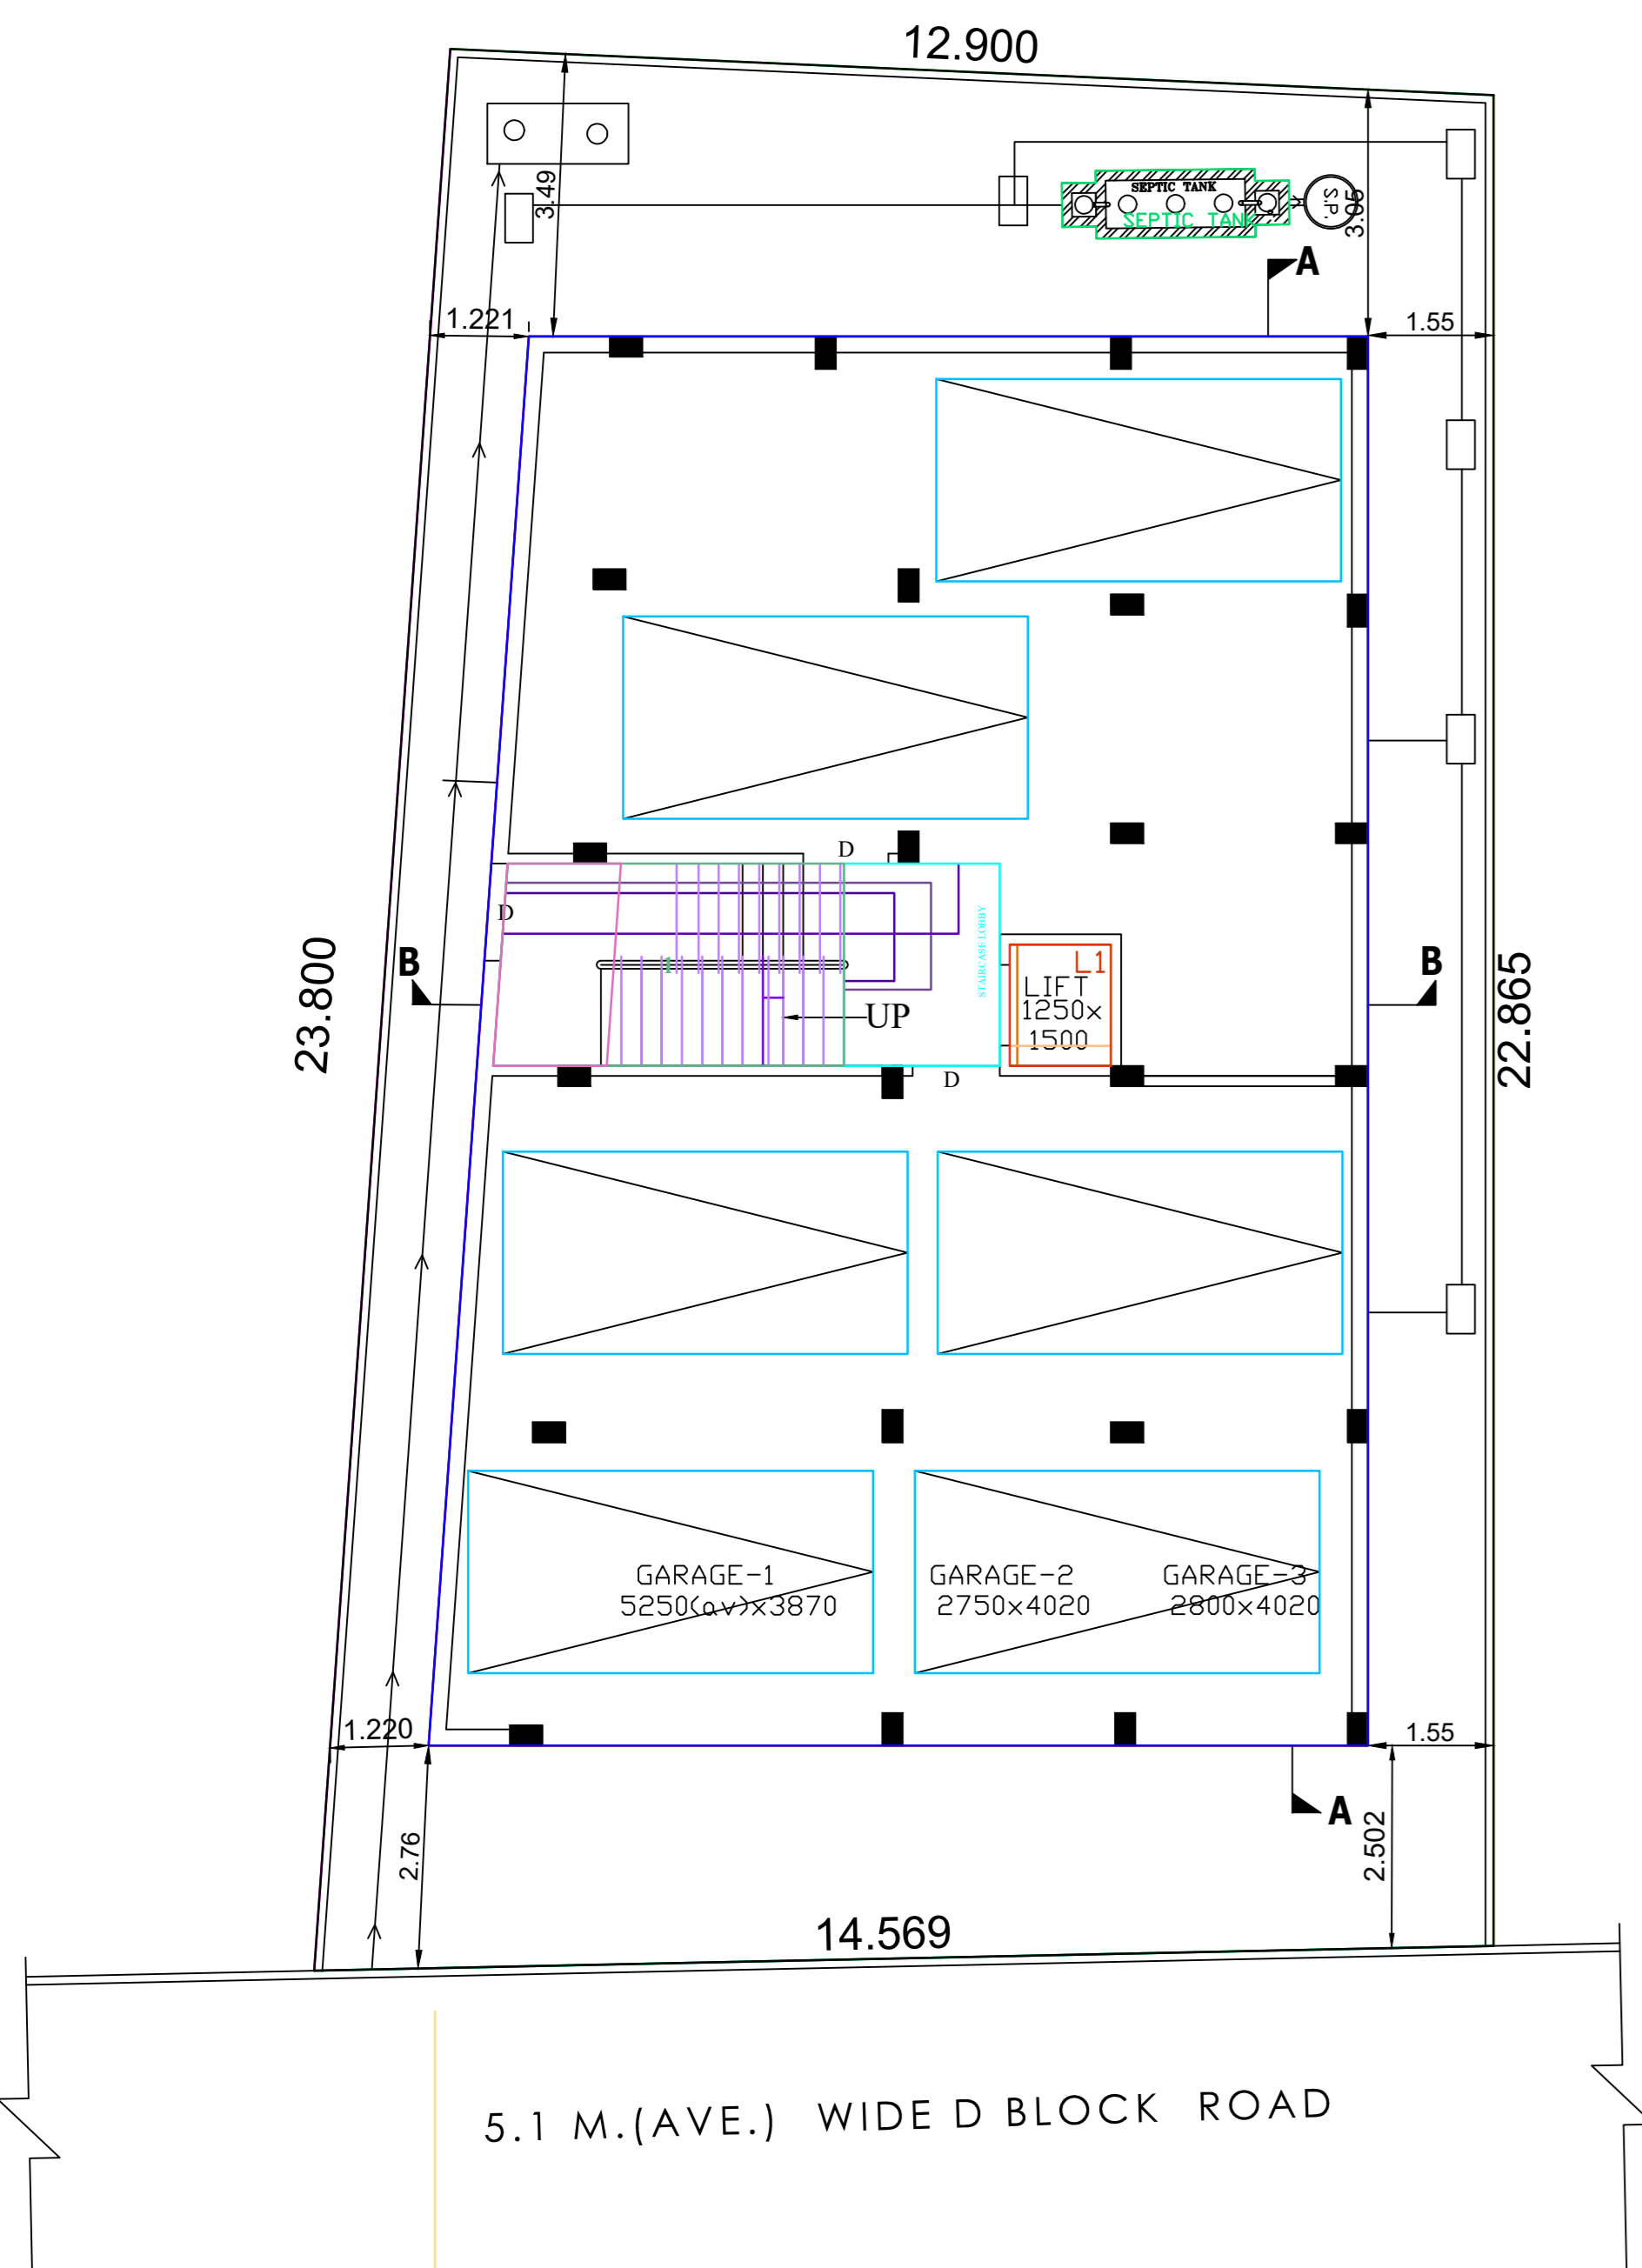 12.900
3.49
SEPTIC TANK
SEPTIC TANK
S.P.
3.05
A
1.221
1.55
D
D
STAIRCASE LOBBY
B
B
L1
LIFT
1250x
1500
UP
23.800
22.865
D
GARAGE-1
5250(av)x3870
GARAGE-2
2750x4020
GARAGE-3
2800x4020
1.220
1.55
A
2.76
2.502
14.569
5.1 M.(AVE.) WIDE D BLOCK ROAD